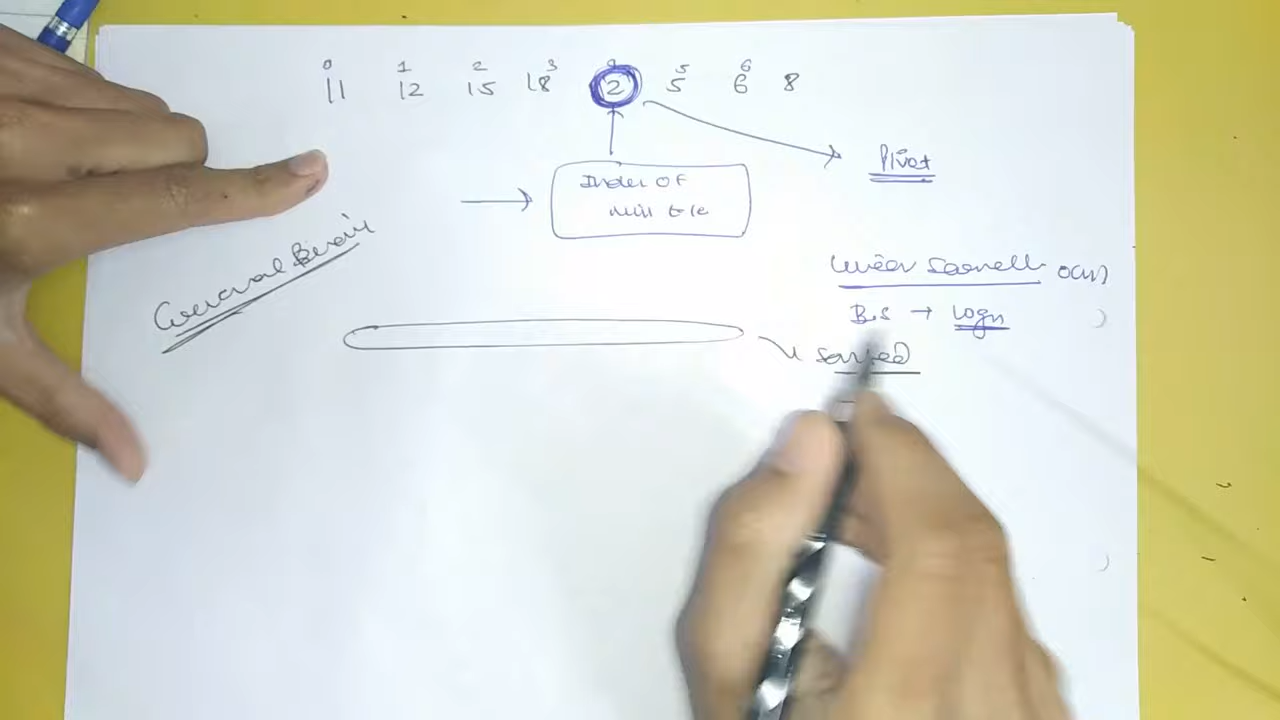 0 1 2 3 4 5 6
11 12 15 18 2 5 6 8
Pivot
Index OF
min ele
General Binary
linear Search O(n)
B.S → logn
sorted